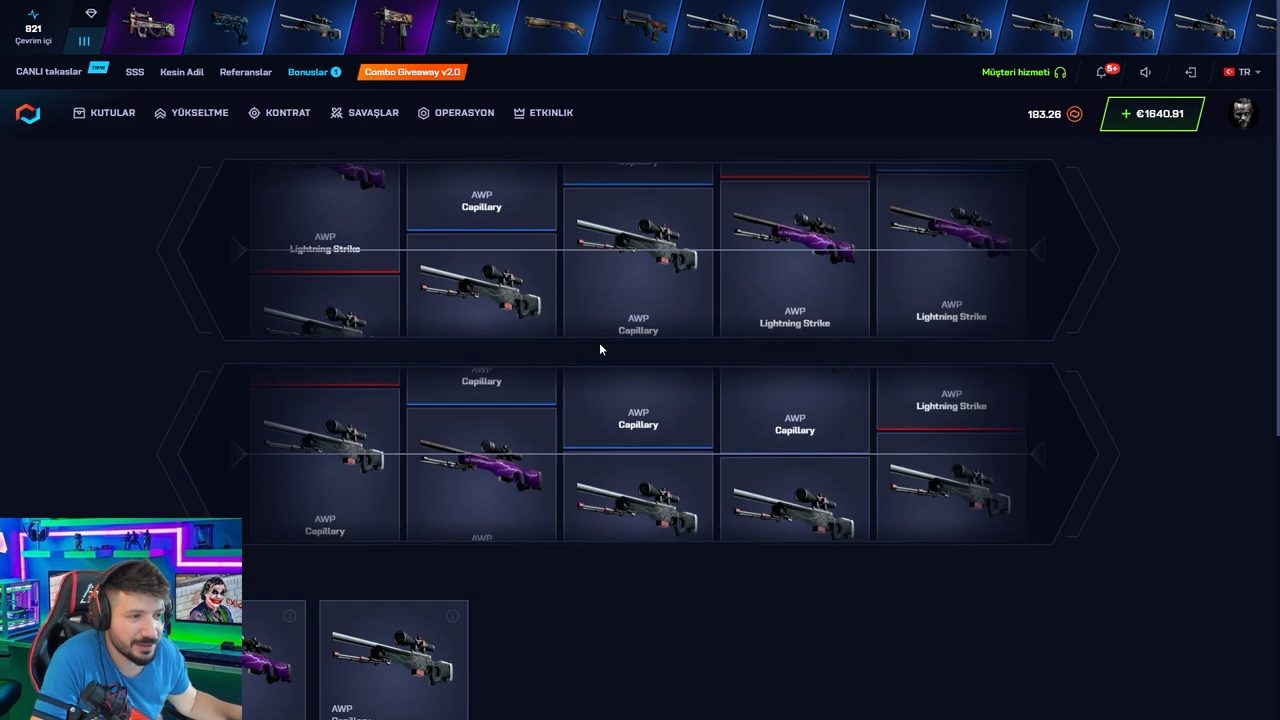 821
Çevrim içi
CANLI takaslar
new
SSS
Kesin Adil
Referanslar
Bonuslar 1
Combo Giveaway v2.0
Müşteri hizmeti
5+
TR
KUTULAR
YÜKSELTME
KONTRAT
SAVAŞLAR
OPERASYON
ETKINLIK
183.26
+ €1640.91
AWP
Lightning Strike
AWP
Capillary
AWP
Capillary
AWP
Lightning Strike
AWP
Lightning Strike
AWP
Capillary
AWP
Capillary
AWP
AWP
Capillary
AWP
Capillary
Lightning Strike
AWP
Capillary